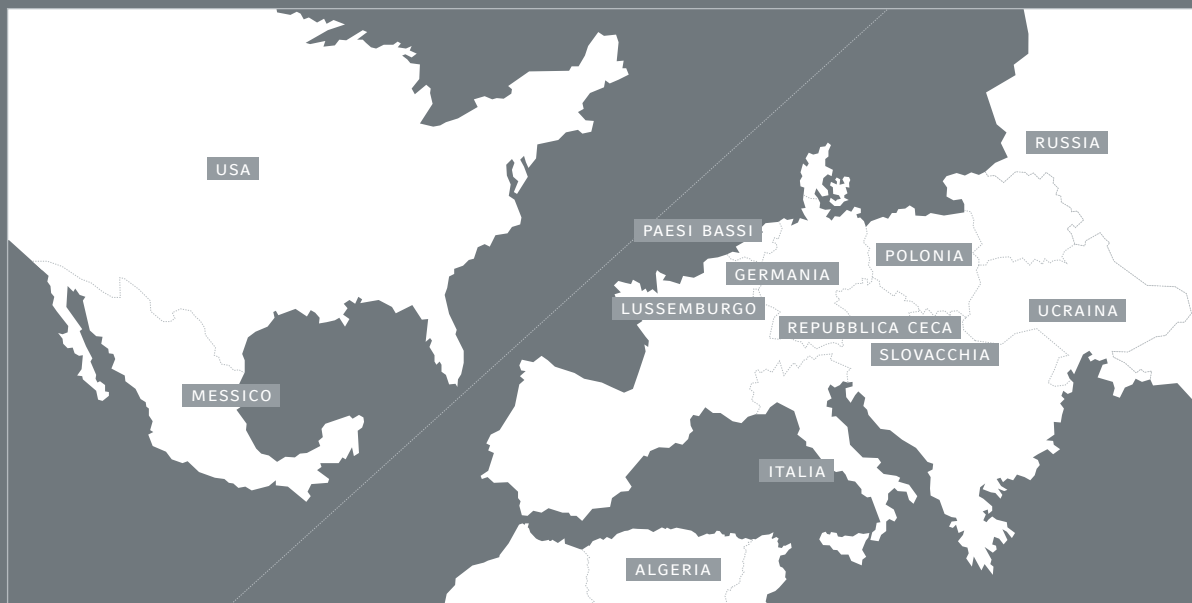 USA
RUSSIA
PAESI BASSI
POLONIA
GERMANIA
LUSSEMBURGO
UCRAINA
REPUBBLICA CECA
SLOVACCHIA
MESSICO
ITALIA
ALGERIA